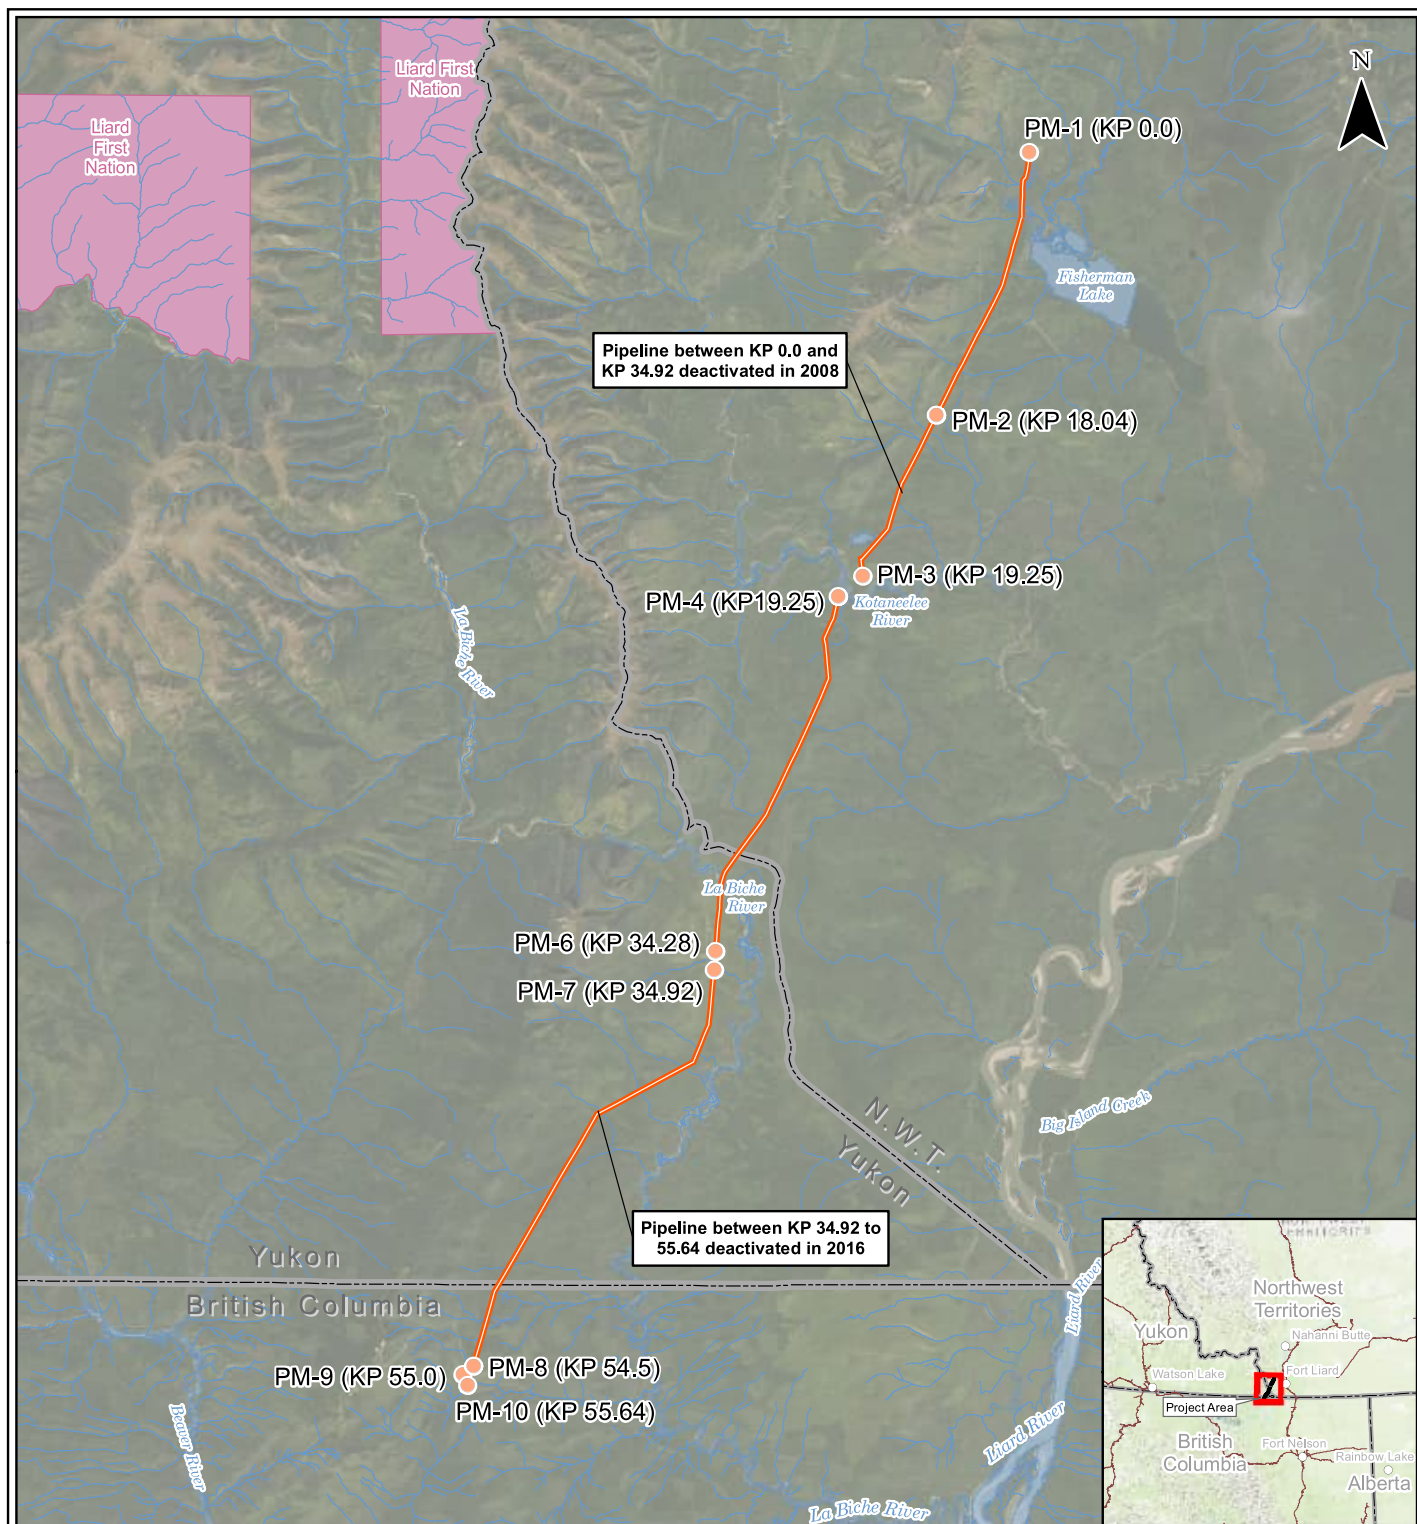 Liard First
Nation
N
Liard
First
Nation
PM-1 (KP 0.0)
Fisherman
Lake
Pipeline between KP 0.0 and
KP 34.92 deactivated in 2008
PM-2 (KP 18.04)
PM-3 (KP 19.25)
PM-4 (KP19.25)
Kotaneelee
River
La Biche
River
La Biche
River
PM-6 (KP 34.28)
PM-7 (KP 34.92)
N.W.T.
Yukon
Big Island Creek
Pipeline between KP 34.92 to
55.64 deactivated in 2016
Yukon
British Columbia
Liard River
PM-8 (KP 54.5)
PM-9 (KP 55.0)
PM-10 (KP 55.64)
Beaver River
Liard River
La Biche River
Northwest
Territories
Yukon
Nahanni Butte
Watson Lake
Fort Liard
Project Area
British
Columbia
Fort Nelson
Rainbow Lake
Alberta